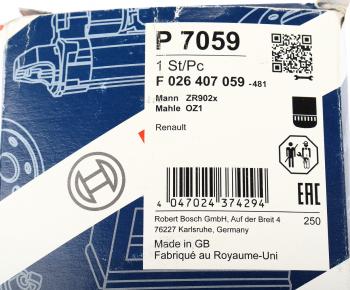 P 7059
1 St/Pc
F 026 407 059 -481
Mann ZR902x
Mahle OZ1
Renault
4 047024 374294
EAC
Robert Bosch GmbH, Auf der Breit 4
76227 Karlsruhe, Germany
250
Made in GB
Fabriqué au Royaume-Uni